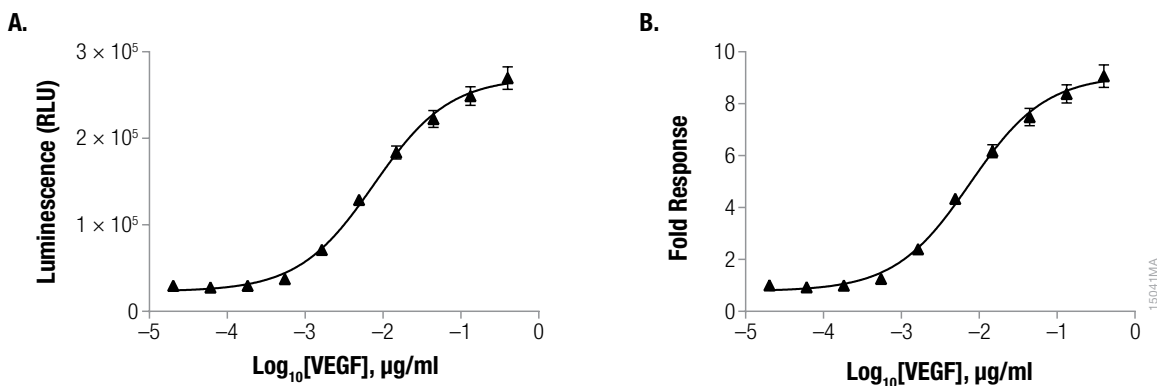 A.
Luminescence (RLU)
3 × 10⁵
2 × 10⁵
1 × 10⁵
0
–5
–4
–3
–2
–1
0
Log₁₀[VEGF], µg/ml
B.
Fold Response
10
8
6
4
2
0
–5
–4
–3
–2
–1
0
Log₁₀[VEGF], µg/ml
15041MA